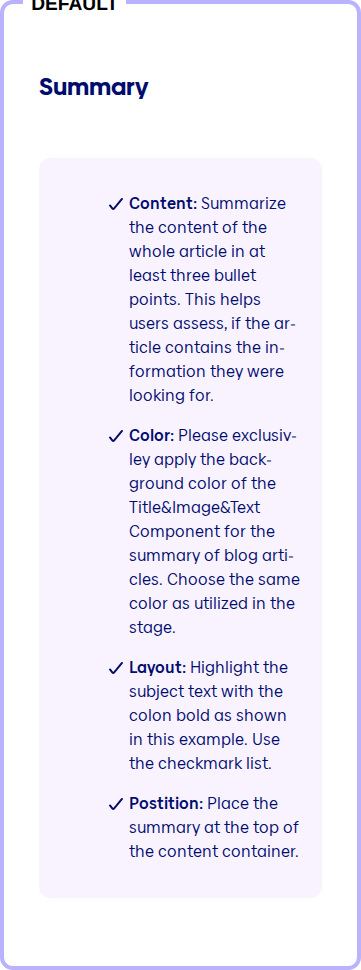 DEFAULT
Summary
Content: Summarize
the content of the
whole article in at
least three bullet
points. This helps
users assess, if the ar-
ticle contains the in-
formation they were
looking for.
Color: Please exclusiv-
ley apply the back-
ground color of the
Title&Image&Text
Component for the
summary of blog arti-
cles. Choose the same
color as utilized in the
stage.
Layout: Highlight the
subject text with the
colon bold as shown
in this example. Use
the checkmark list.
Postition: Place the
summary at the top of
the content container.